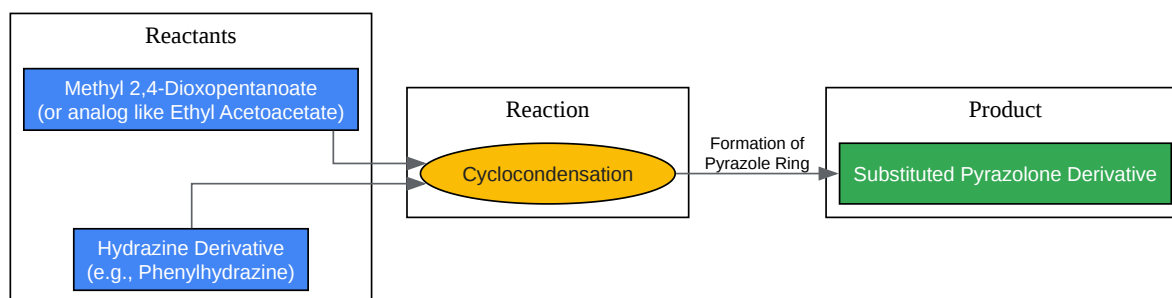 Reactants
Methyl 2,4-Dioxopentanoate
(or analog like Ethyl Acetoacetate)
Hydrazine Derivative
(e.g., Phenylhydrazine)
Reaction
Cyclocondensation
Formation of
Pyrazole Ring
Product
Substituted Pyrazolone Derivative